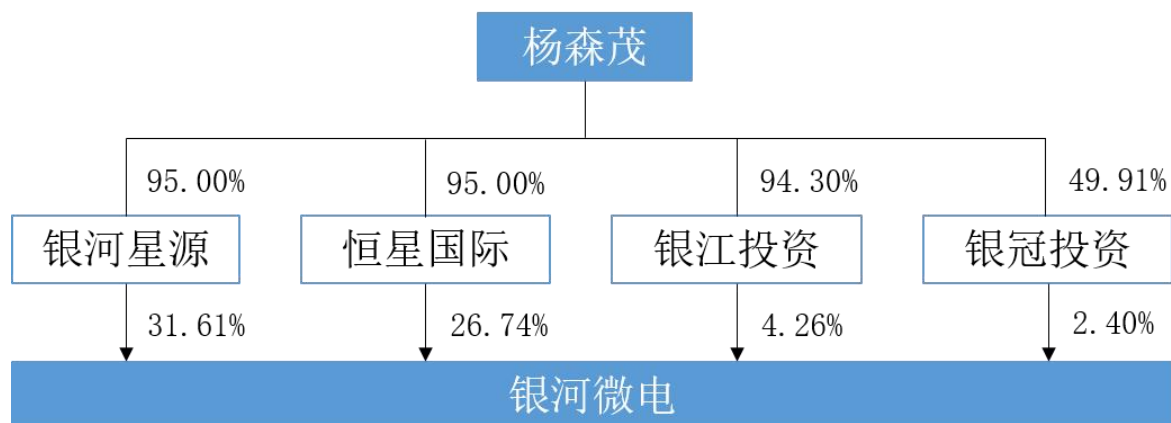 杨森茂
95.00% 95.00% 94.30% 49.91%
银河星源 恒星国际 银江投资 银冠投资
31.61% 26.74% 4.26% 2.40%
银河微电